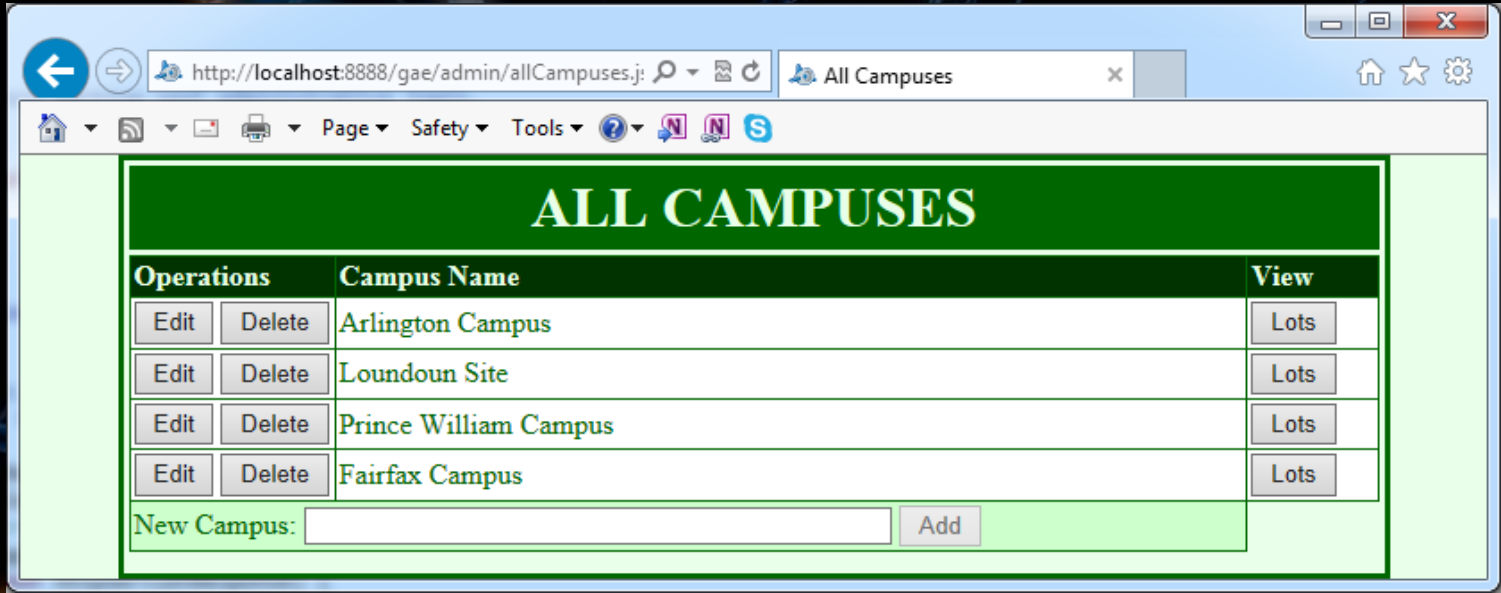 http://localhost:8888/gae/admin/allCampuses.j
All Campuses
Page Safety Tools
ALL CAMPUSES
Operations Campus Name View
Edit Delete Arlington Campus Lots
Edit Delete Loundoun Site Lots
Edit Delete Prince William Campus Lots
Edit Delete Fairfax Campus Lots
New Campus: Add